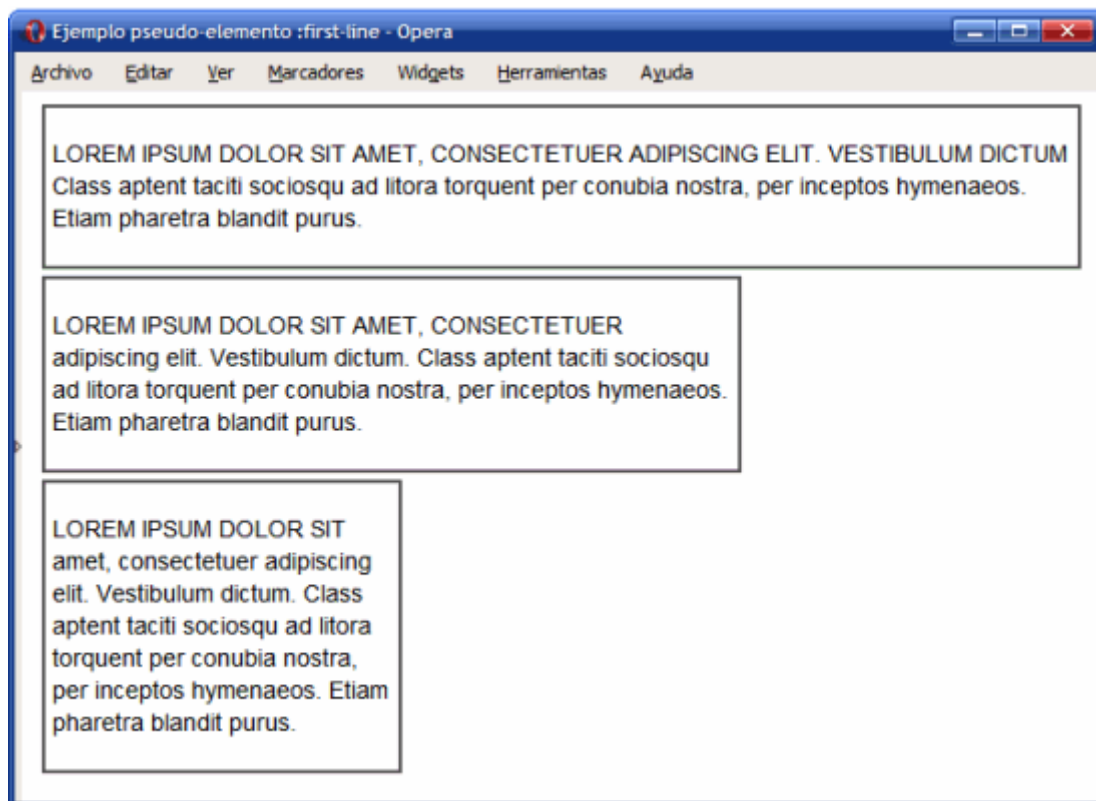 Ejemplo pseudo-elemento :first-line - Opera
Archivo Editar Ver Marcadores Widgets Herramientas Ayuda
LOREM IPSUM DOLOR SIT AMET, CONSECTETUER ADIPISCING ELIT. VESTIBULUM DICTUM
Class aptent taciti sociosqu ad litora torquent per conubia nostra, per inceptos hymenaeos.
Etiam pharetra blandit purus.
LOREM IPSUM DOLOR SIT AMET, CONSECTETUER
adipiscing elit. Vestibulum dictum. Class aptent taciti sociosqu
ad litora torquent per conubia nostra, per inceptos hymenaeos.
Etiam pharetra blandit purus.
LOREM IPSUM DOLOR SIT
amet, consectetuer adipiscing
elit. Vestibulum dictum. Class
aptent taciti sociosqu ad litora
torquent per conubia nostra,
per inceptos hymenaeos. Etiam
pharetra blandit purus.